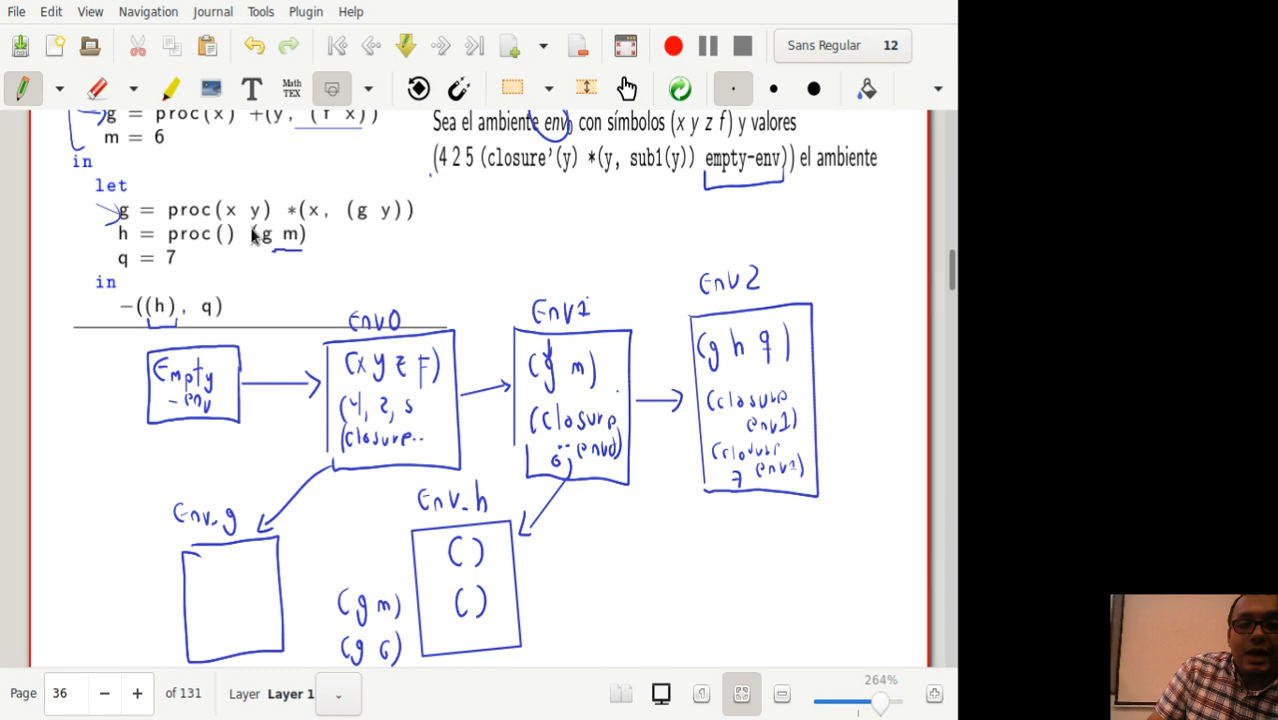 File Edit View Navigation Journal Tools Plugin Help
Sans Regular 12
T Math TEX
g = proc(x) +(y, (f x))
m = 6
in
let
g = proc(x y) *(x, (g y))
h = proc() (g m)
q = 7
in
-((h), q)
Sea el ambiente env0 con símbolos (x y z f) y valores
(4 2 5 (closure'(y) *(y, sub1(y)) empty-env)) el ambiente
Empty
-env
Env0
(x y z F)
(4, 2, 5
(closure..
Env1
(g m)
(closure
6 (env0)
Env2
(g h q)
(closure
env1)
(closure
7 env1)
Env_g
Env_h
()
()
(g m)
(g 6)
Page 36 of 131 Layer Layer 1 264%